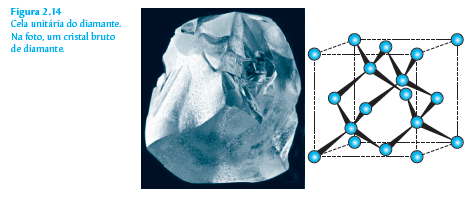 Figura 2.14
Cela unitária do diamante.
Na foto, um cristal bruto
de diamante.